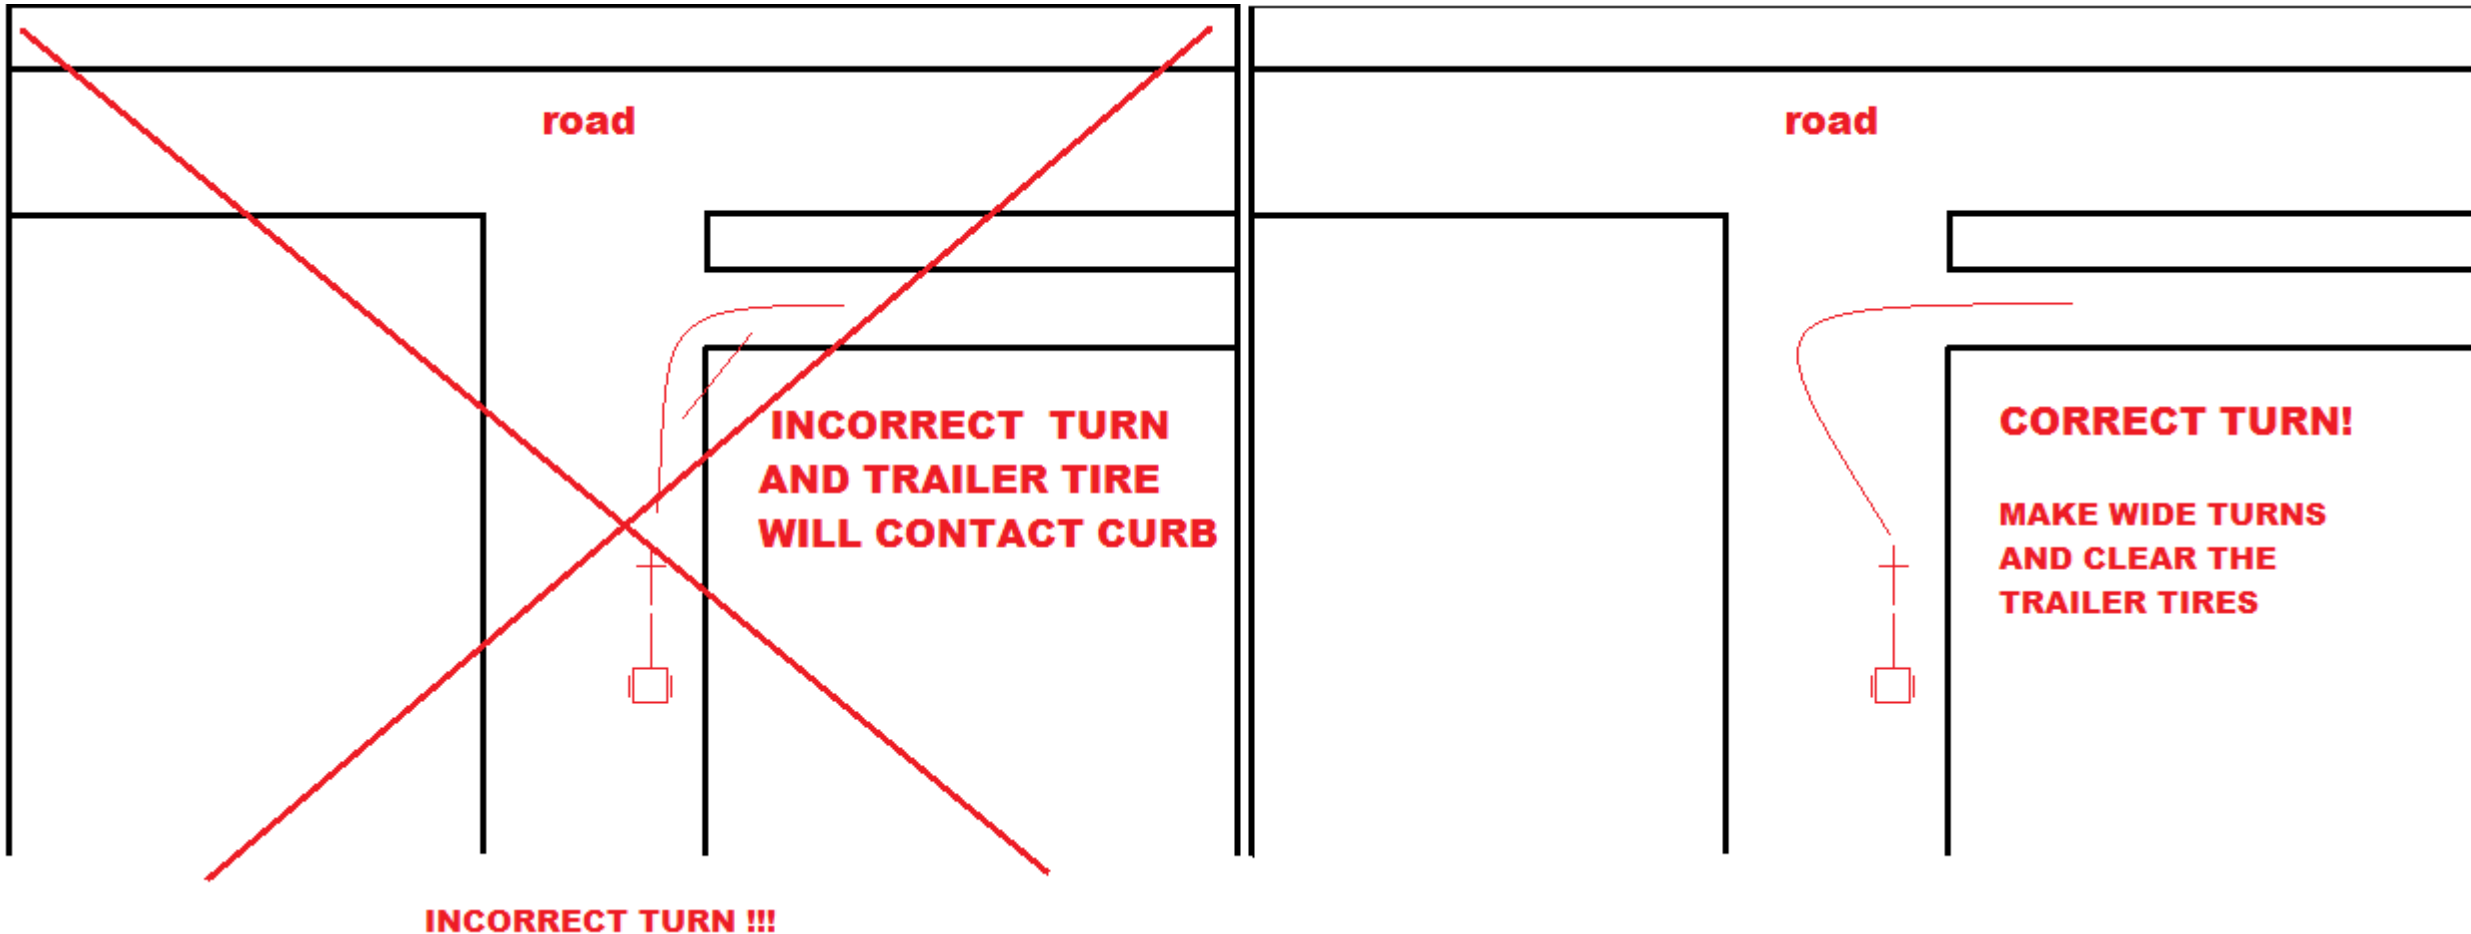 road
INCORRECT  TURN
AND TRAILER TIRE
WILL CONTACT CURB
INCORRECT TURN !!!
road
CORRECT TURN!
MAKE WIDE TURNS
AND CLEAR THE
TRAILER TIRES